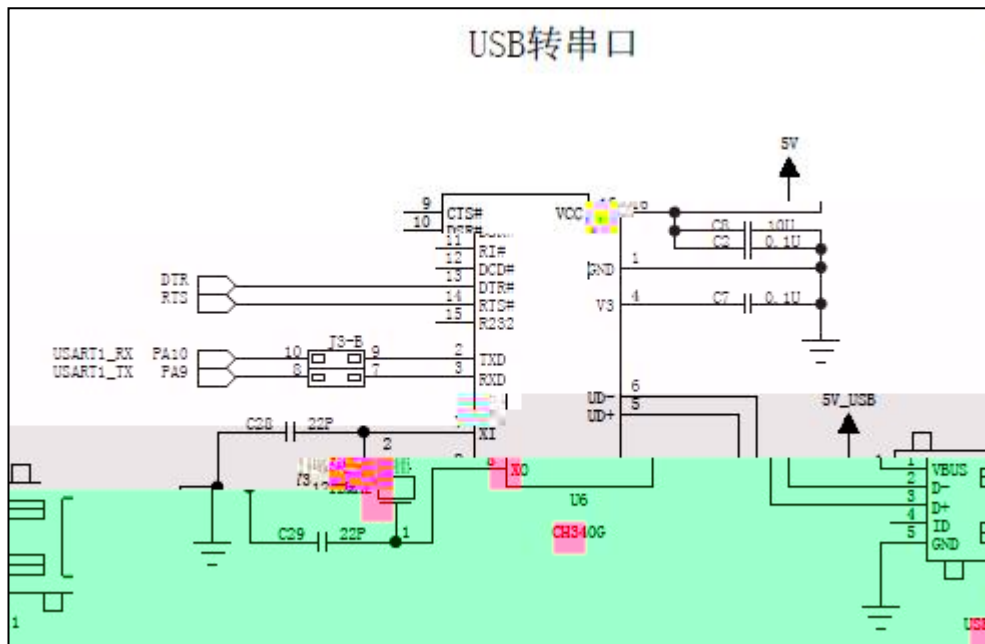 USB转串口
5V
9 CTS# VCC
10
C8 10U
C2 0.1U
11 RI#
12 DCD# GND 1
DTR 13 DTR#
RTS 14 RTS# V3 4 C7 0.1U
15 R232
J3-B
USART1_RX PA10 10 9 2 TXD
USART1_TX PA9 8 7 3 RXD
UD- 6
UD+ 5
5V_USB
C28 22P XI
2
XO
1 VBUS
2 D-
3 D+
4 ID
5 GND
U6
CH340G
C29 22P 1
1